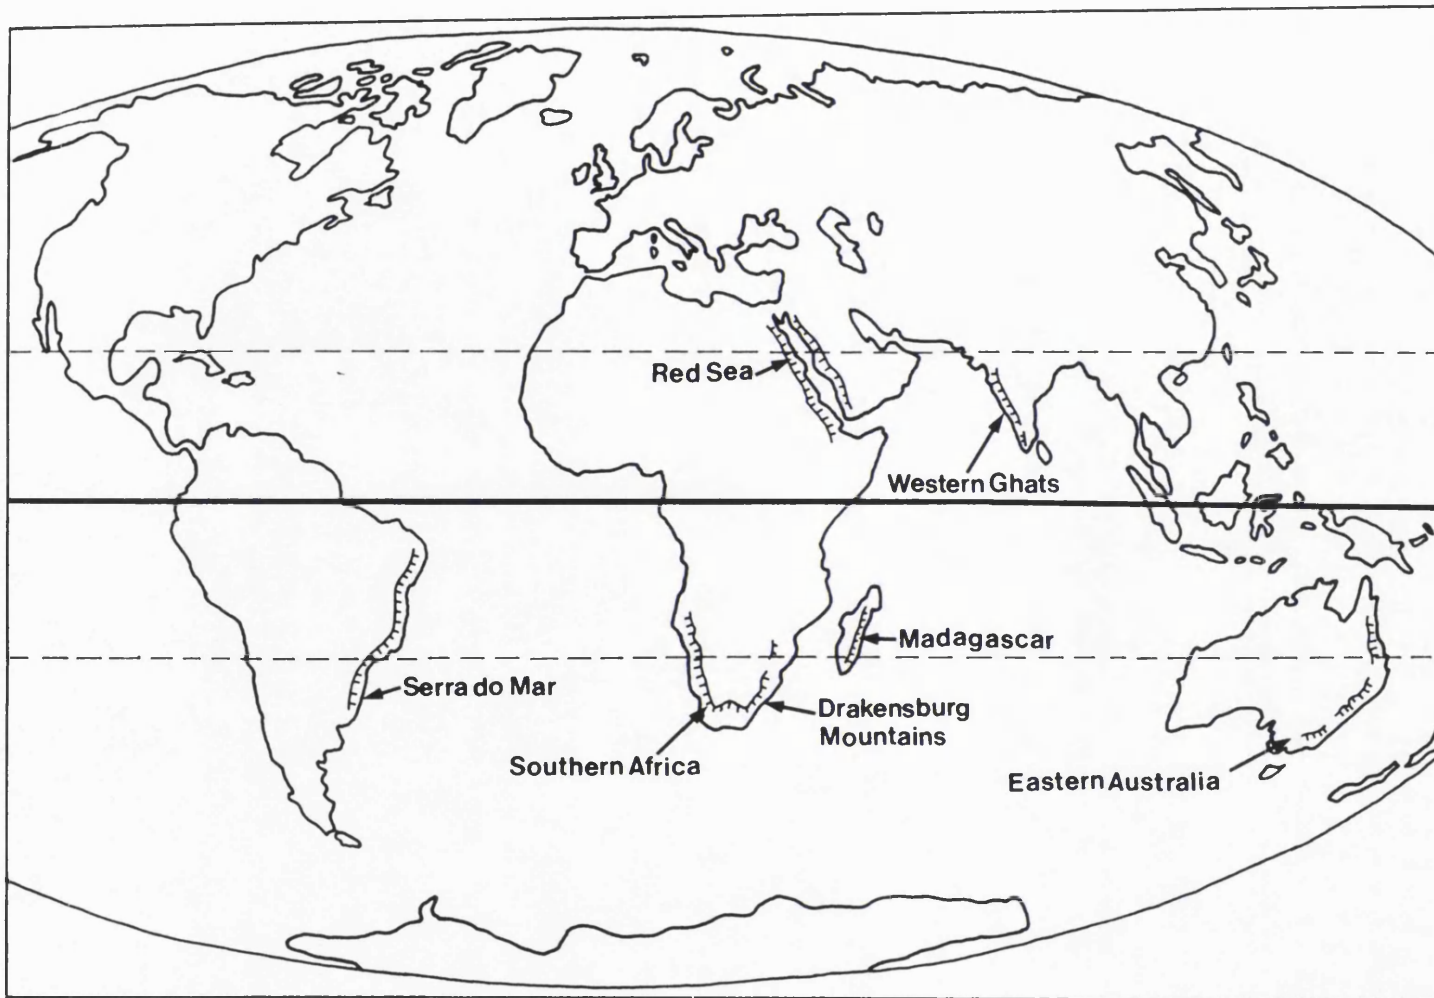 Red Sea
Western Ghats
Madagascar
Serra do Mar
Drakensburg
Mountains
Southern Africa
Eastern Australia